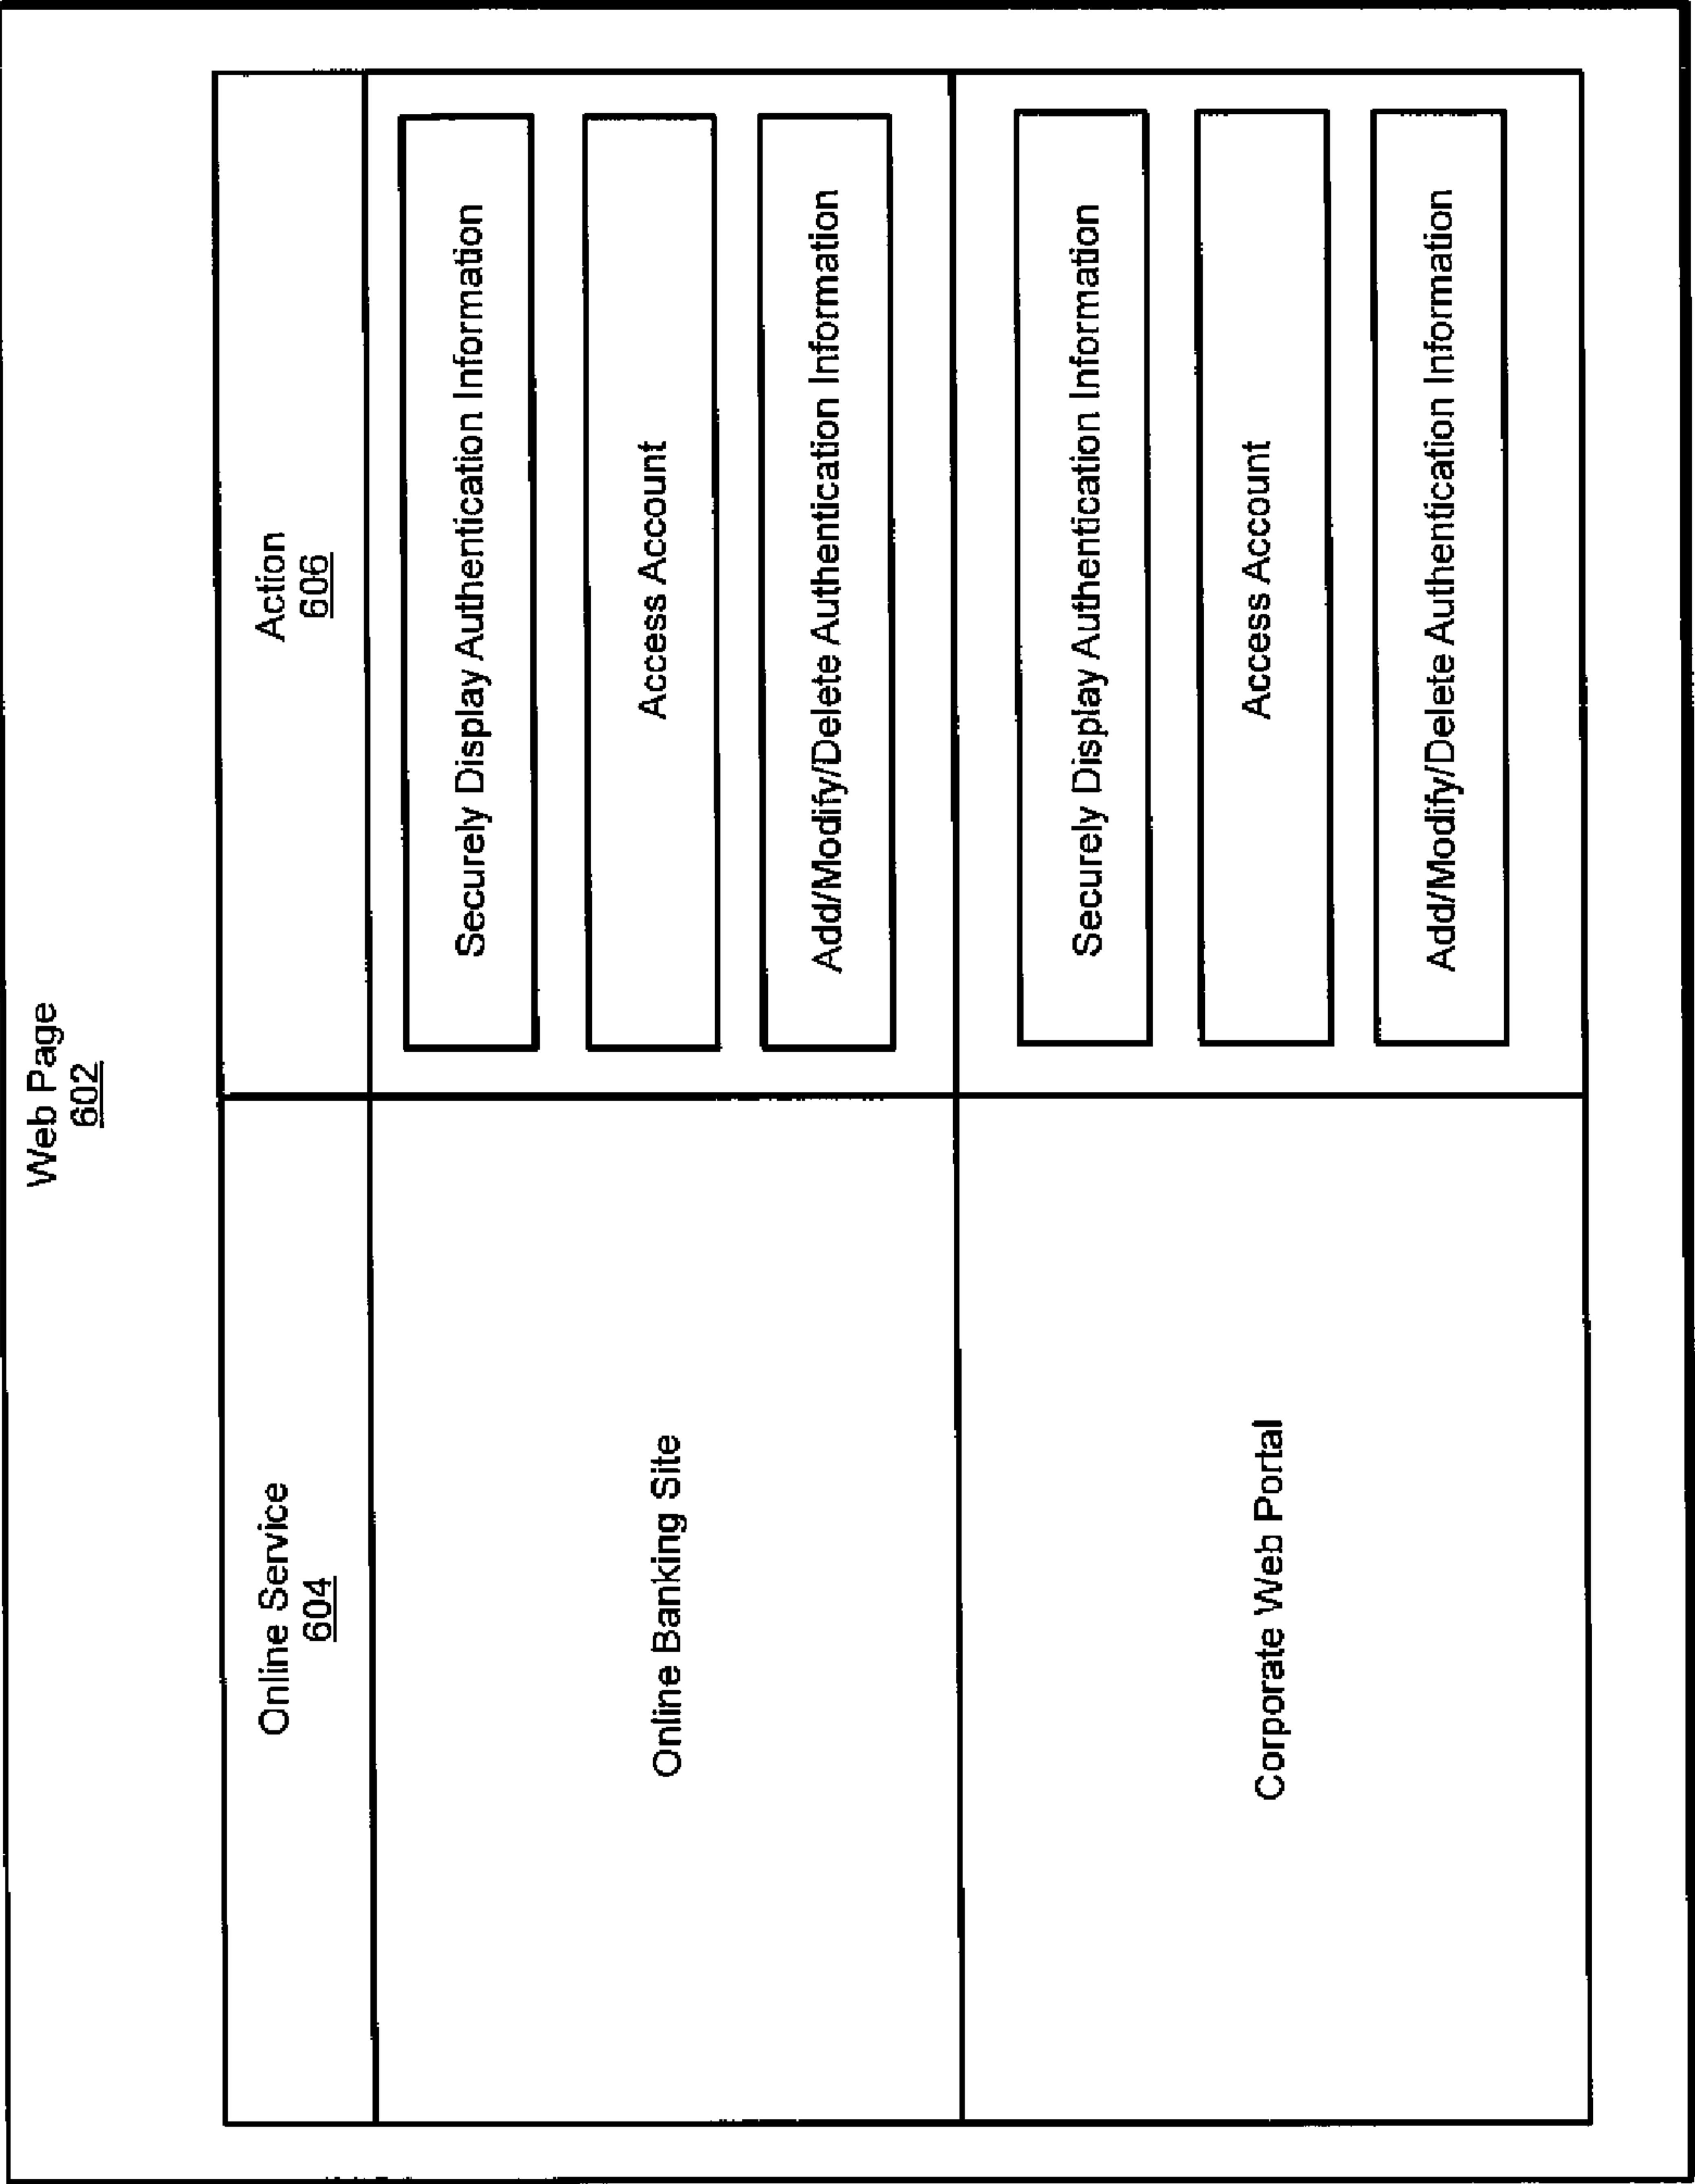 Web Page
602
Online Service
604
Action
606
Online Banking Site
Securely Display Authentication Information
Access Account
Add/Modify/Delete Authentication Information
Corporate Web Portal
Securely Display Authentication Information
Access Account
Add/Modify/Delete Authentication Information